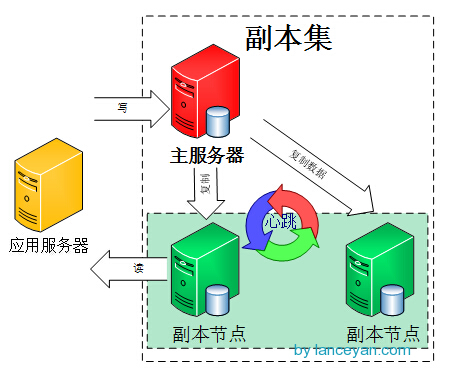 副本集
写
主服务器
复制数据
复制
心跳
应用服务器
读
副本节点
副本节点
by lanceyan.com